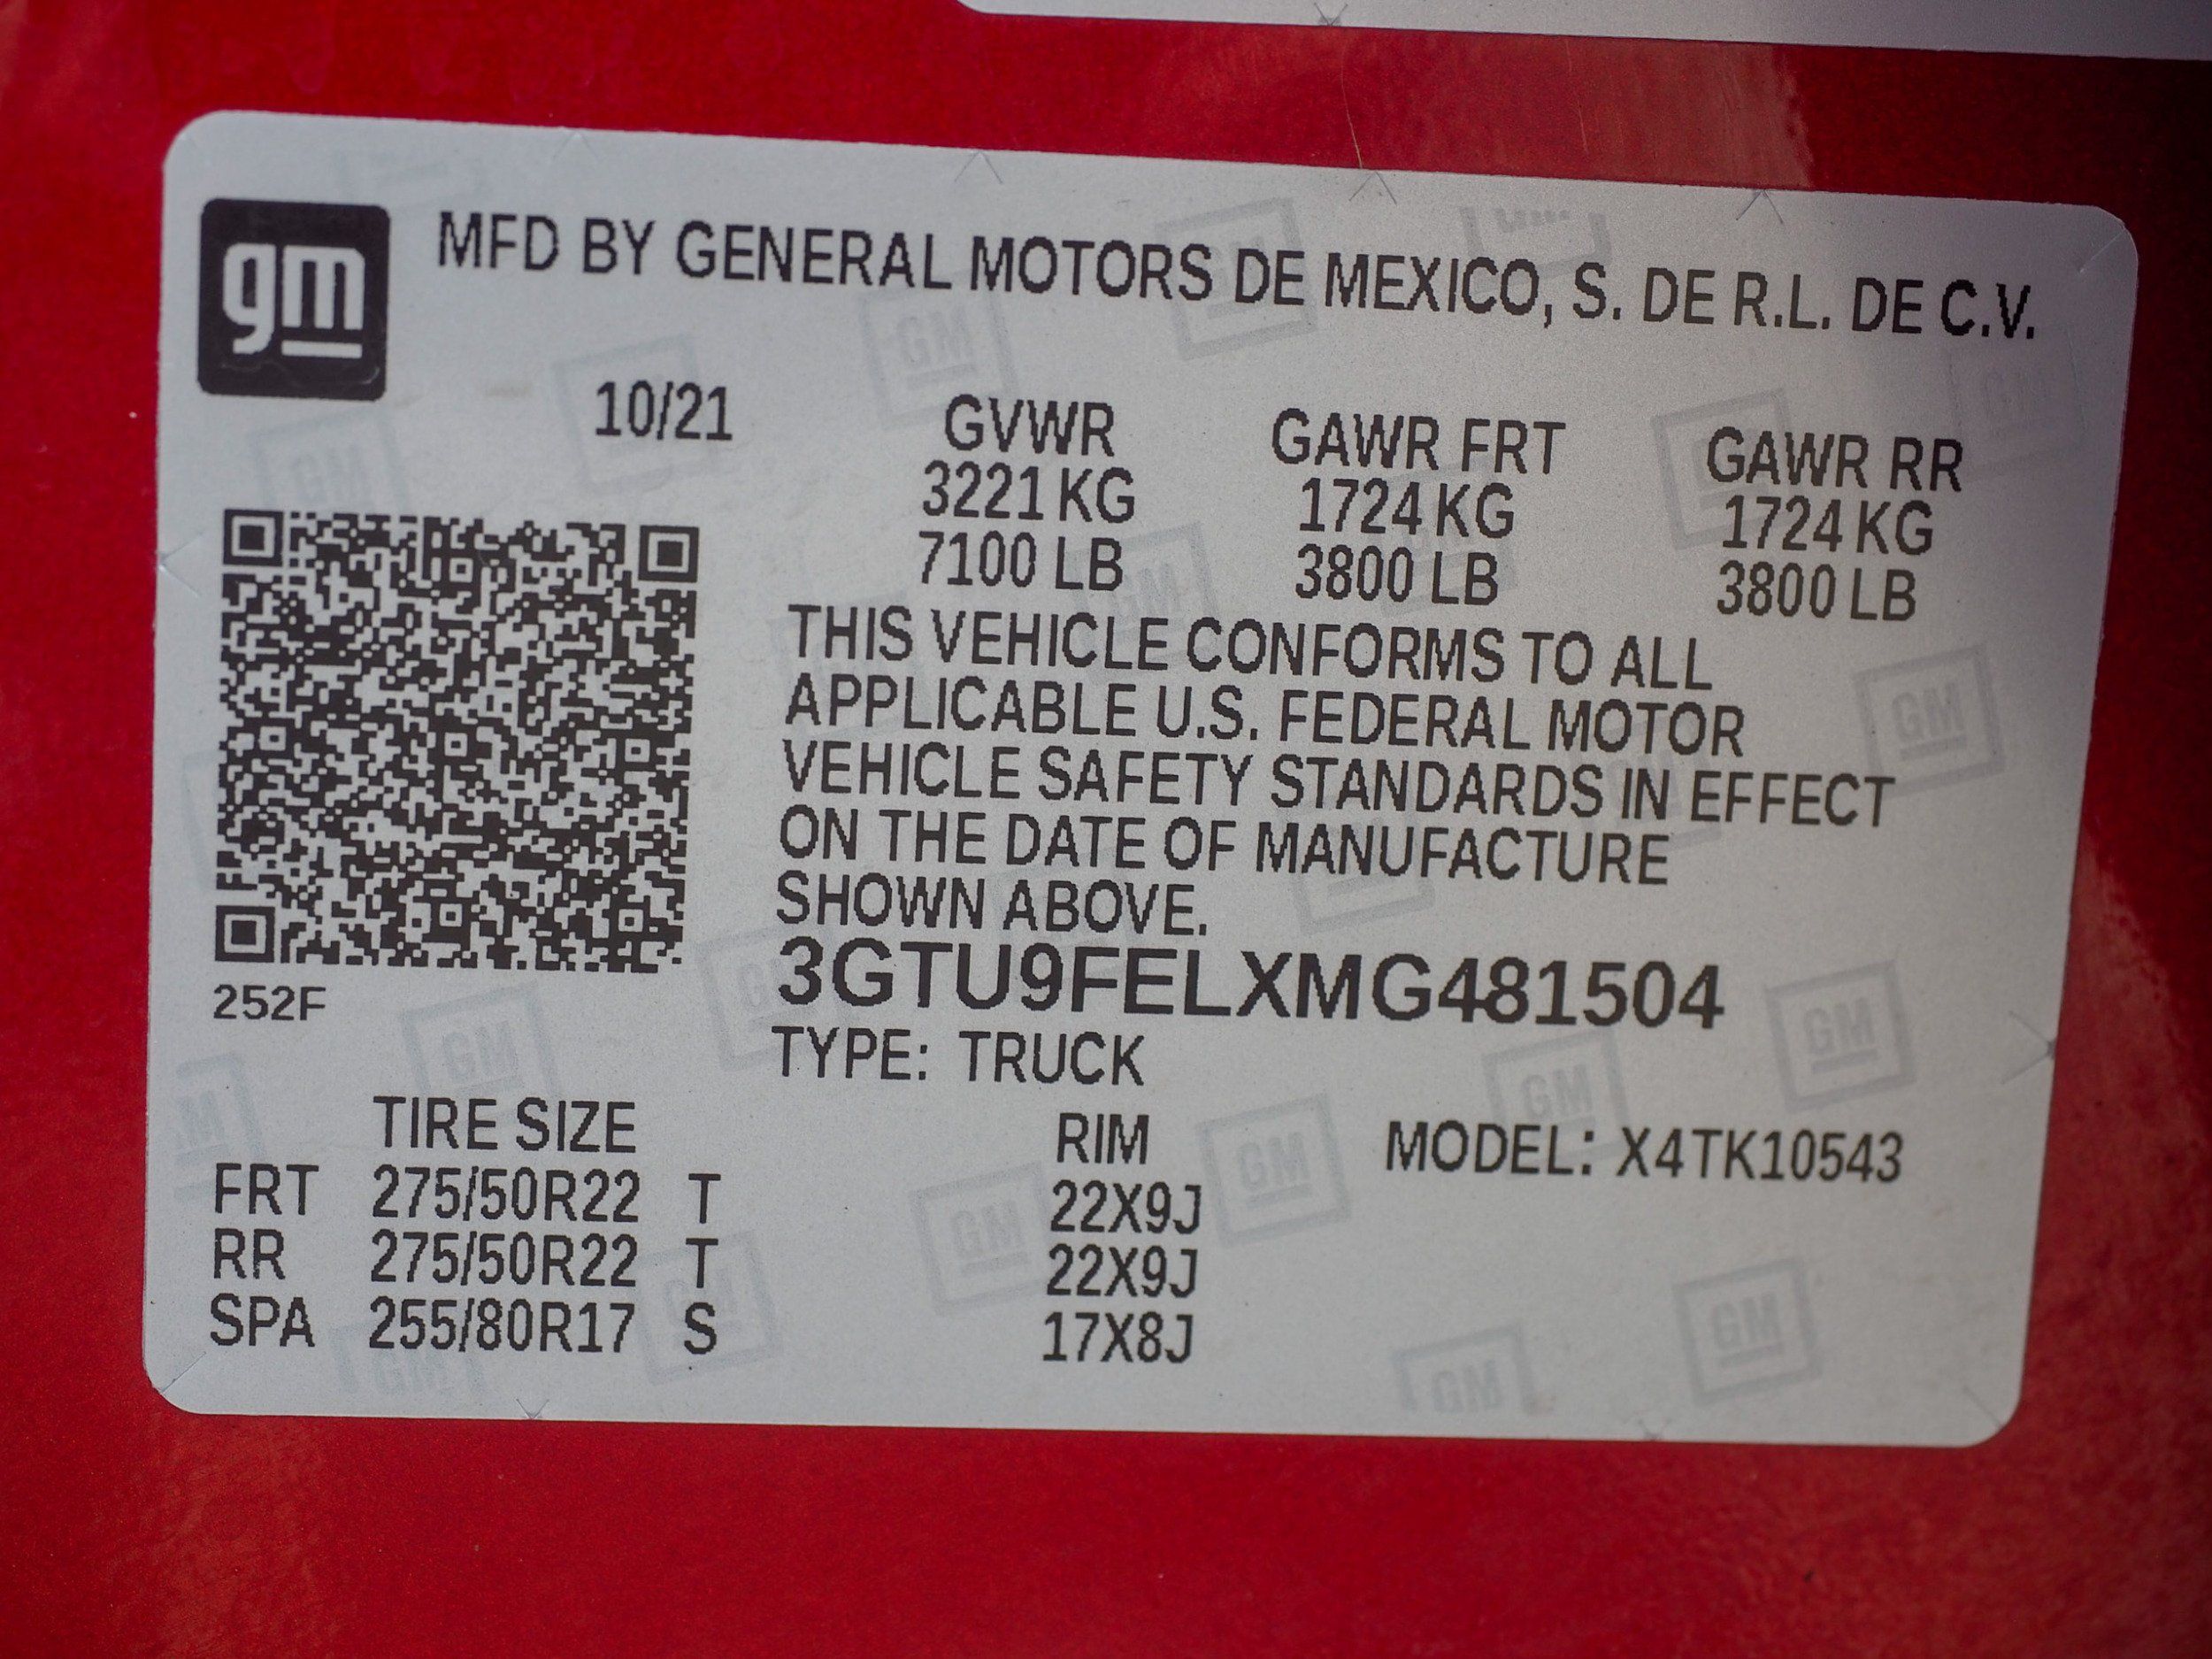 gm
MFD BY GENERAL MOTORS DE MEXICO, S. DE R.L. DE C.V.
10/21 GVWR GAWR FRT GAWR RR
3221 KG 1724 KG 1724 KG
7100 LB 3800 LB 3800 LB
THIS VEHICLE CONFORMS TO ALL
APPLICABLE U.S. FEDERAL MOTOR
VEHICLE SAFETY STANDARDS IN EFFECT
ON THE DATE OF MANUFACTURE
SHOWN ABOVE.
3GTU9FELXMG481504
252F
TYPE: TRUCK
TIRE SIZE RIM MODEL: X4TK10543
FRT 275/50R22 T 22X9J
RR 275/50R22 T 22X9J
SPA 255/80R17 S 17X8J